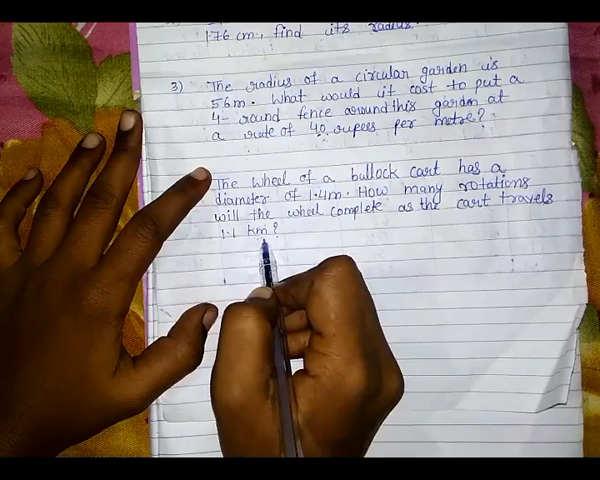 176 cm, find its radius.
3) The radius of a circular garden is
56m. What would it cost to put a
4- round fence around this garden at
a rate of 40 rupees per metre?
The wheel of a bullock cart has a
diameter of 1.4m. How many rotations
will the wheel complete as the cart travels
1.1 km?